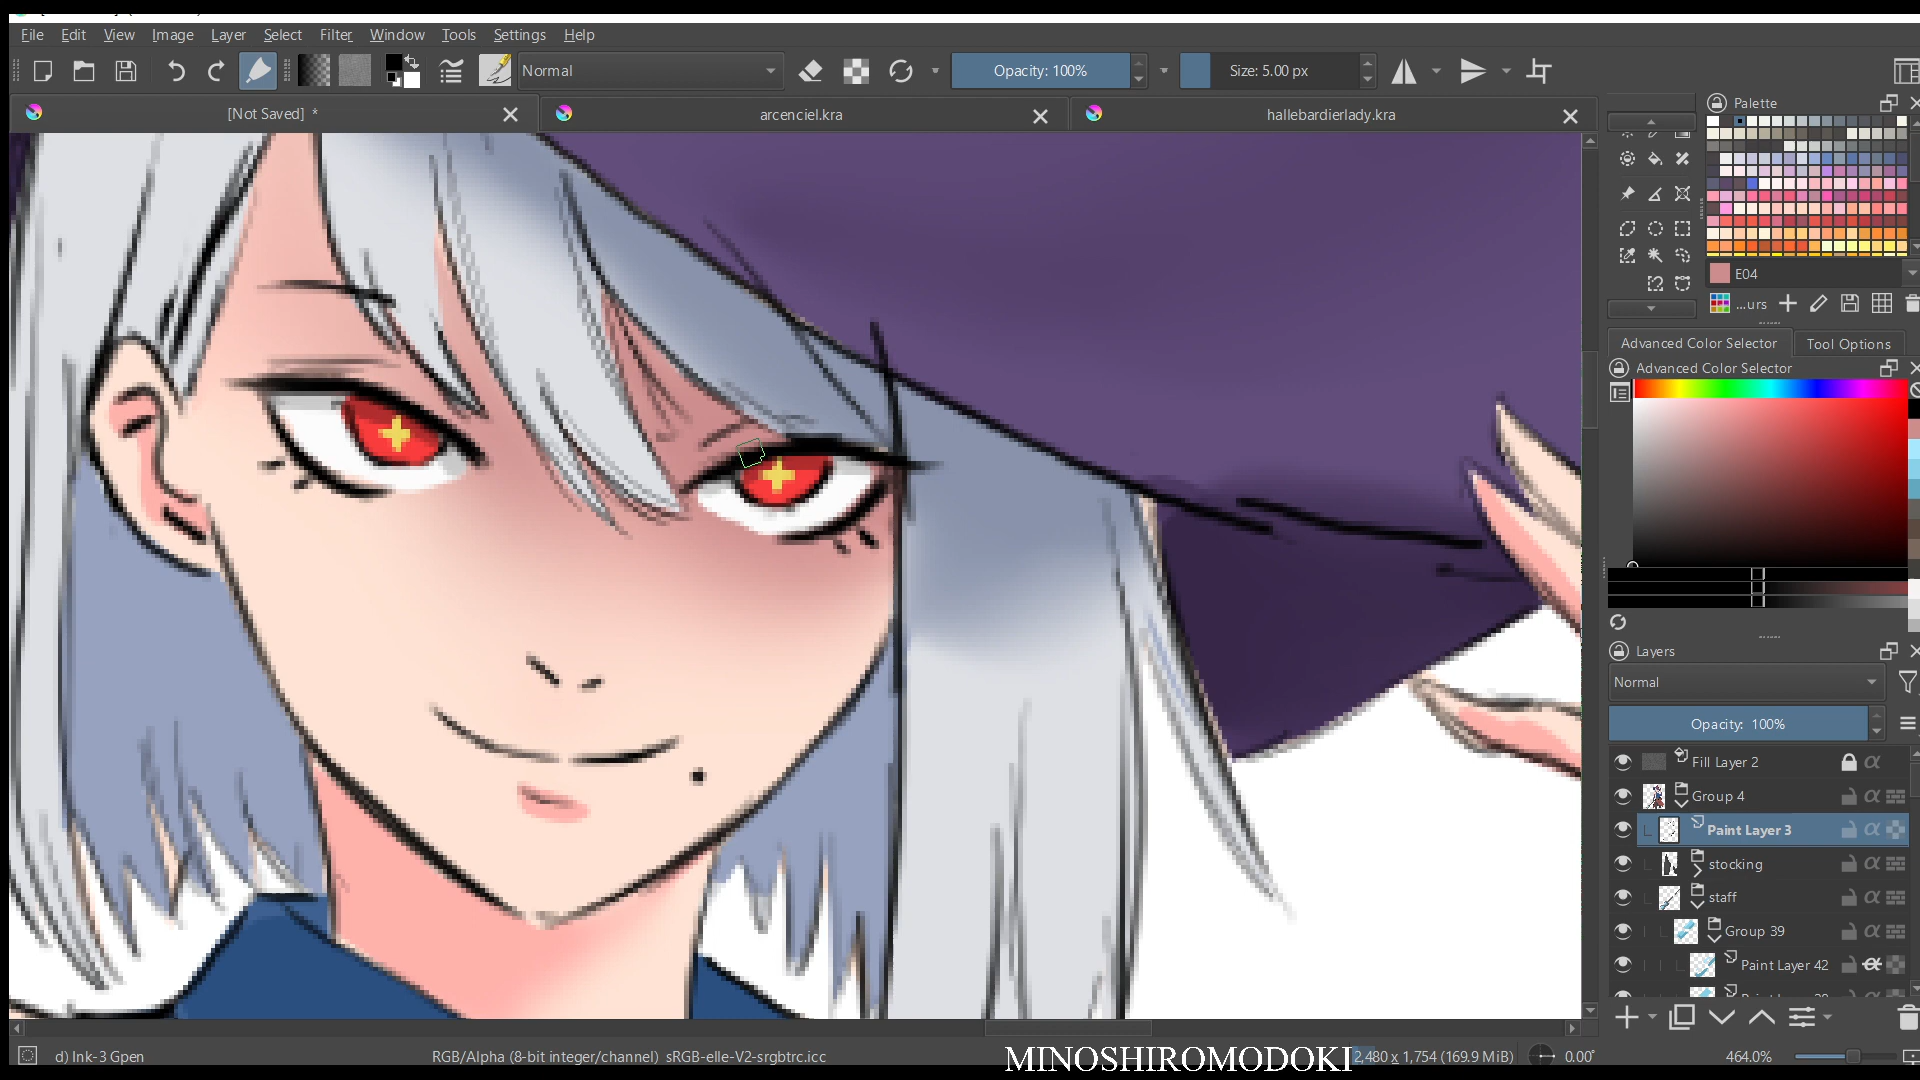 File Edit View Image Layer Select Filter Window Tools Settings Help
Normal Opacity: 100% Size: 5.00 px
[Not Saved] * arcenciel.kra hallebardierlady.kra
Palette
E04
...urs
Advanced Color Selector Tool Options
Advanced Color Selector
Layers
Normal
Opacity: 100%
Fill Layer 2
Group 4
Paint Layer 3
stocking
staff
Group 39
Paint Layer 42
d) Ink-3 Gpen RGB/Alpha (8-bit integer/channel) sRGB-elle-V2-srgbtrc.icc MINOSHIROMODOKI 2,480 x 1,754 (169.9 MiB) 0.00° 464.0%